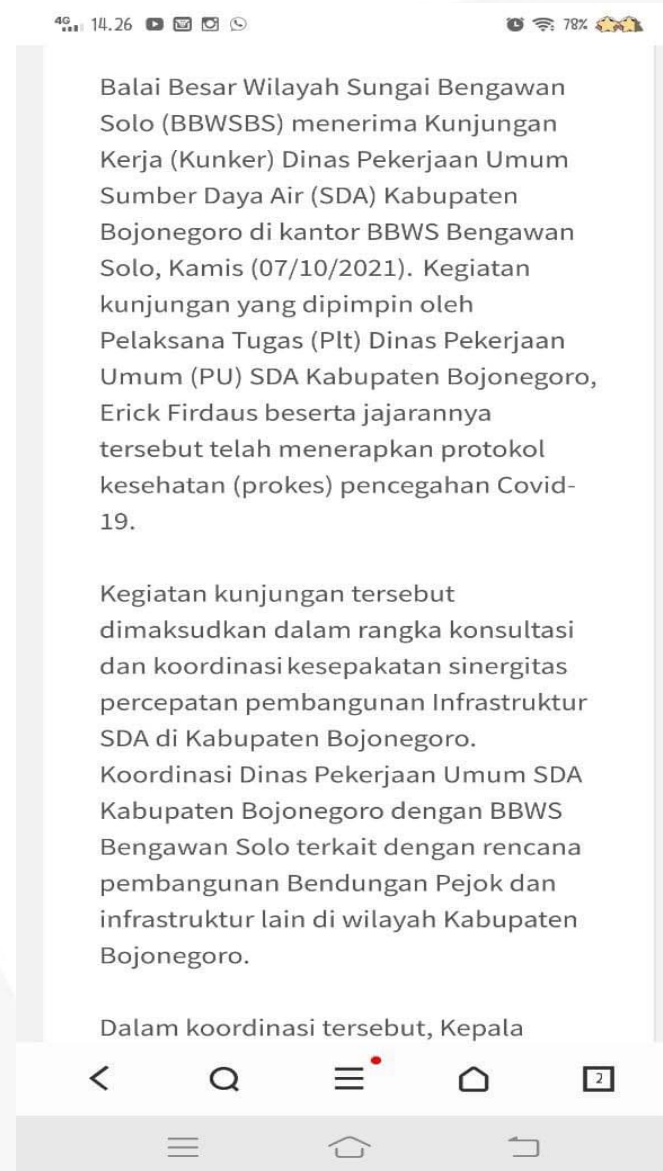 4G 14.26 78%
Balai Besar Wilayah Sungai Bengawan
Solo (BBWSBS) menerima Kunjungan
Kerja (Kunker) Dinas Pekerjaan Umum
Sumber Daya Air (SDA) Kabupaten
Bojonegoro di kantor BBWS Bengawan
Solo, Kamis (07/10/2021). Kegiatan
kunjungan yang dipimpin oleh
Pelaksana Tugas (Plt) Dinas Pekerjaan
Umum (PU) SDA Kabupaten Bojonegoro,
Erick Firdaus beserta jajarannya
tersebut telah menerapkan protokol
kesehatan (prokes) pencegahan Covid-
19.
Kegiatan kunjungan tersebut
dimaksudkan dalam rangka konsultasi
dan koordinasi kesepakatan sinergitas
percepatan pembangunan Infrastruktur
SDA di Kabupaten Bojonegoro.
Koordinasi Dinas Pekerjaan Umum SDA
Kabupaten Bojonegoro dengan BBWS
Bengawan Solo terkait dengan rencana
pembangunan Bendungan Pejok dan
infrastruktur lain di wilayah Kabupaten
Bojonegoro.
Dalam koordinasi tersebut, Kepala
2